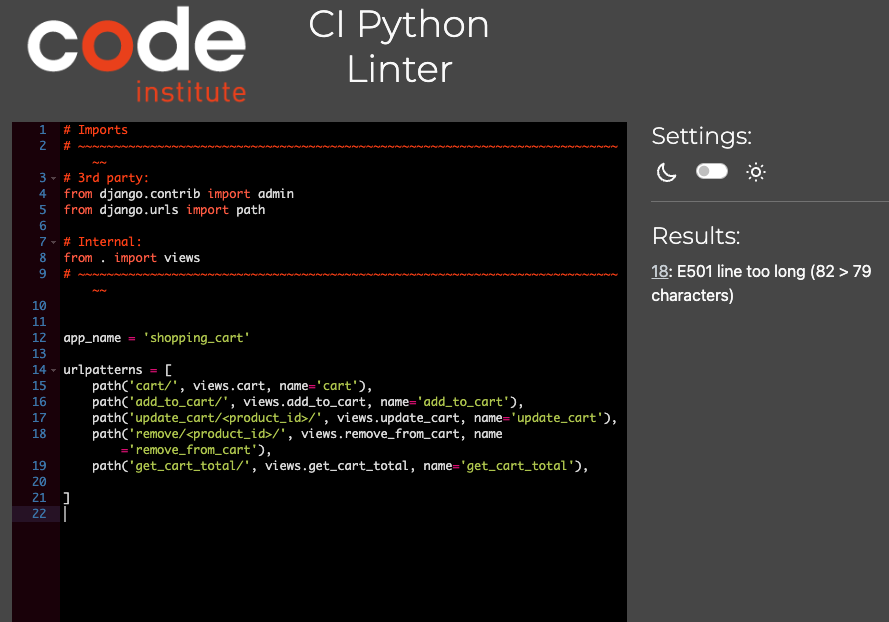 code
institute
CI Python
Linter
1 # Imports
2 # ~~~~~~~~~~~~~~~~~~~~~~~~~~~~~~~~~~~~~~~~~~~~~~~~~~~~~~~~~~~~~~~~~~~~~~~~~~~
~~
3 # 3rd party:
4 from django.contrib import admin
5 from django.urls import path
6
7 # Internal:
8 from . import views
9 # ~~~~~~~~~~~~~~~~~~~~~~~~~~~~~~~~~~~~~~~~~~~~~~~~~~~~~~~~~~~~~~~~~~~~~~~~~~~
~~
10
11
12 app_name = 'shopping_cart'
13
14 urlpatterns = [
15     path('cart/', views.cart, name='cart'),
16     path('add_to_cart/', views.add_to_cart, name='add_to_cart'),
17     path('update_cart/<product_id>/', views.update_cart, name='update_cart'),
18     path('remove/<product_id>/', views.remove_from_cart, name
='remove_from_cart'),
19     path('get_cart_total/', views.get_cart_total, name='get_cart_total'),
20
21 ]
22
Settings:
Results:
18: E501 line too long (82 > 79
characters)